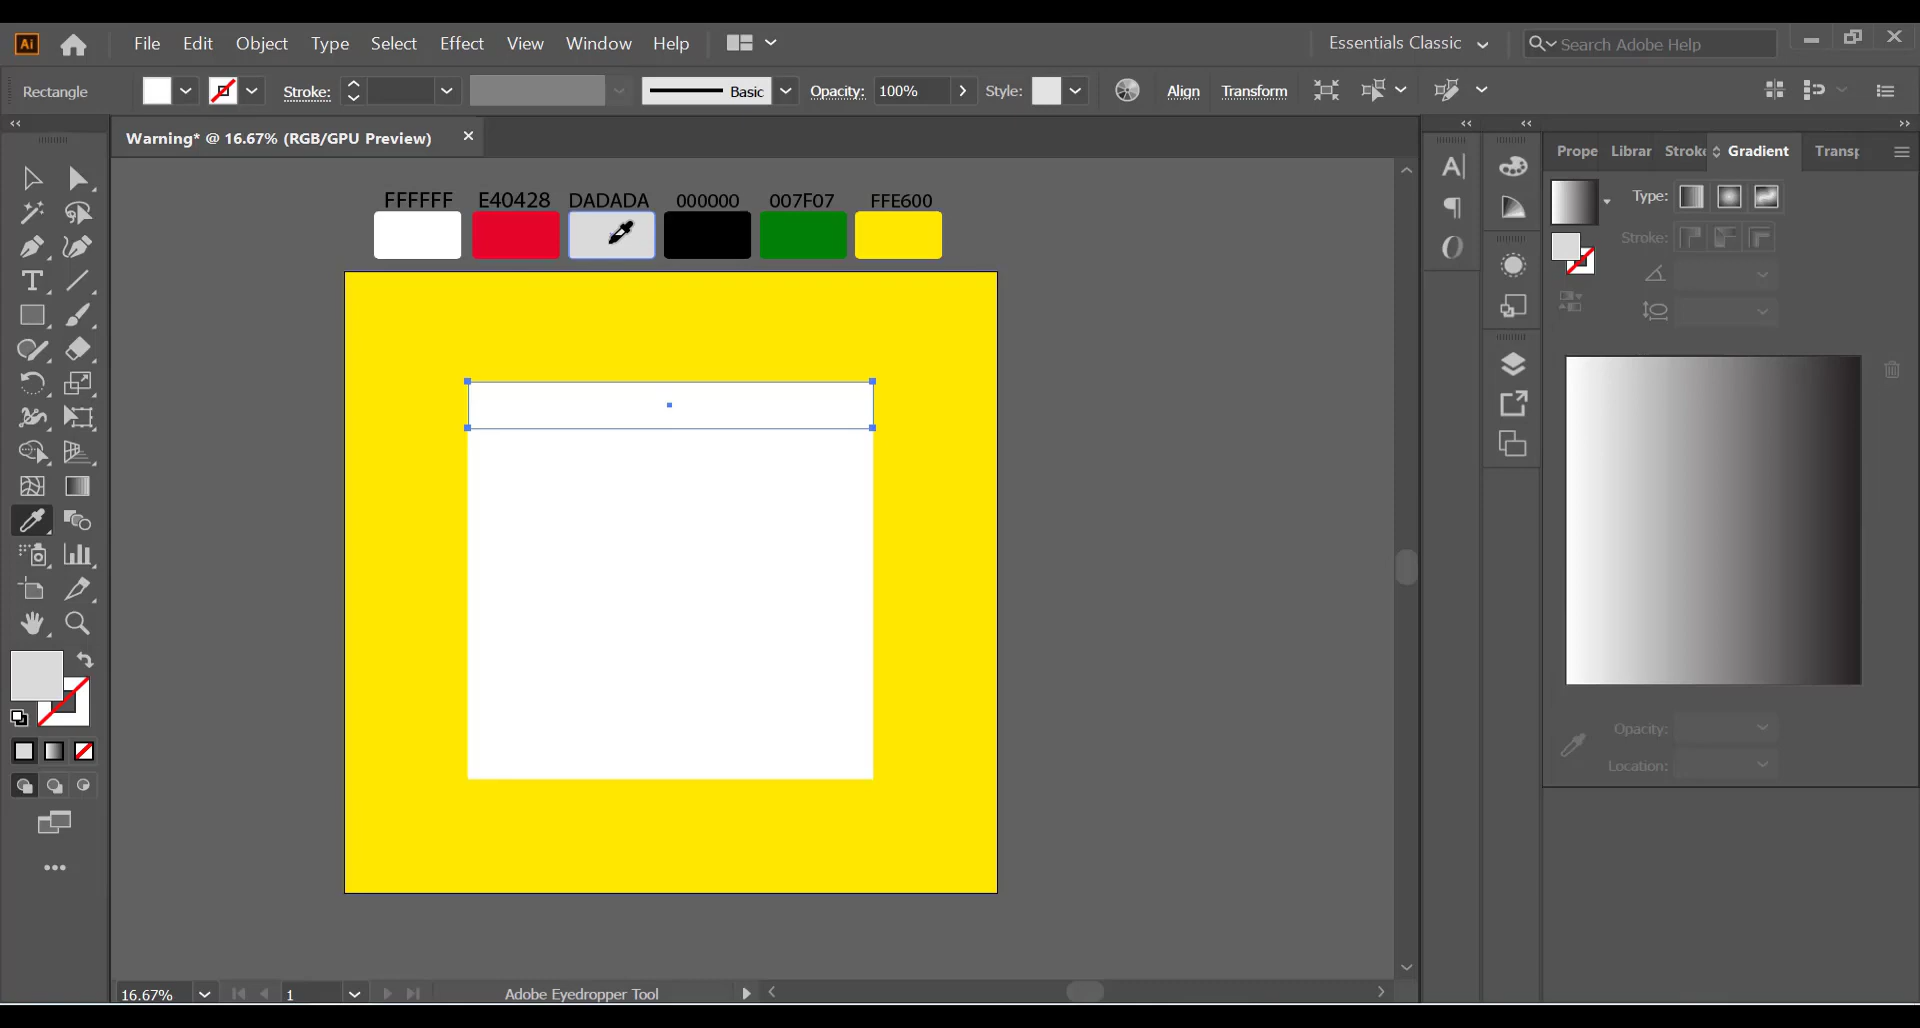 Ai File Edit Object Type Select Effect View Window Help Essentials Classic Search Adobe Help
Rectangle Stroke: Basic Opacity: 100% Style: Align Transform
Warning* @ 16.67% (RGB/GPU Preview)
Prope Librar Stroke Gradient Transp
FFFFFF E40428 DADADA 000000 007F07 FFE600
Type:
Stroke:
Opacity:
Location:
16.67% 1 Adobe Eyedropper Tool